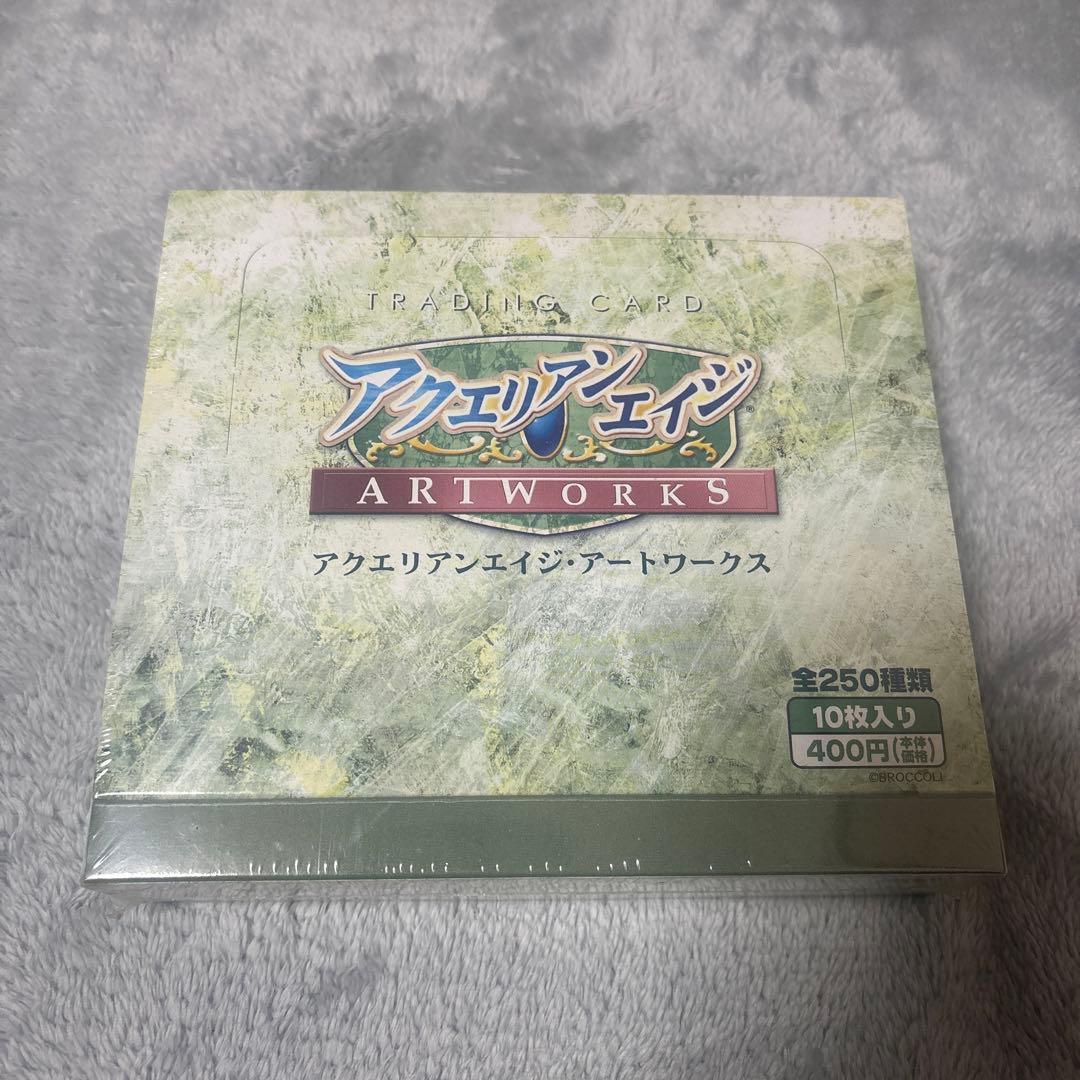 TRADING CARD
アクエリアンエイジ®
ARTWORKS
アクエリアンエイジ・アートワークス
全250種類
10枚入り
400円(本体価格)
©BROCCOLI